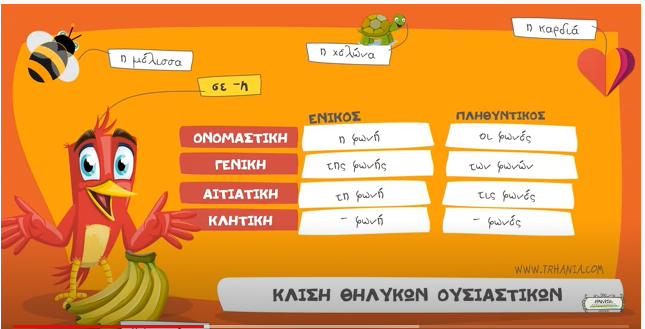 η καρδιά
η μέλισσα
η χελώνα
σε -η
ΕΝΙΚΟΣ ΠΛΗΘΥΝΤΙΚΟΣ
ΟΝΟΜΑΣΤΙΚΗ η φωνή οι φωνές
ΓΕΝΙΚΗ της φωνής των φωνών
ΑΙΤΙΑΤΙΚΗ τη φωνή τις φωνές
ΚΛΗΤΙΚΗ - φωνή - φωνές
WWW.TRHANIA.COM
ΚΛΙΣΗ ΘΗΛΥΚΩΝ ΟΥΣΙΑΣΤΙΚΩΝ